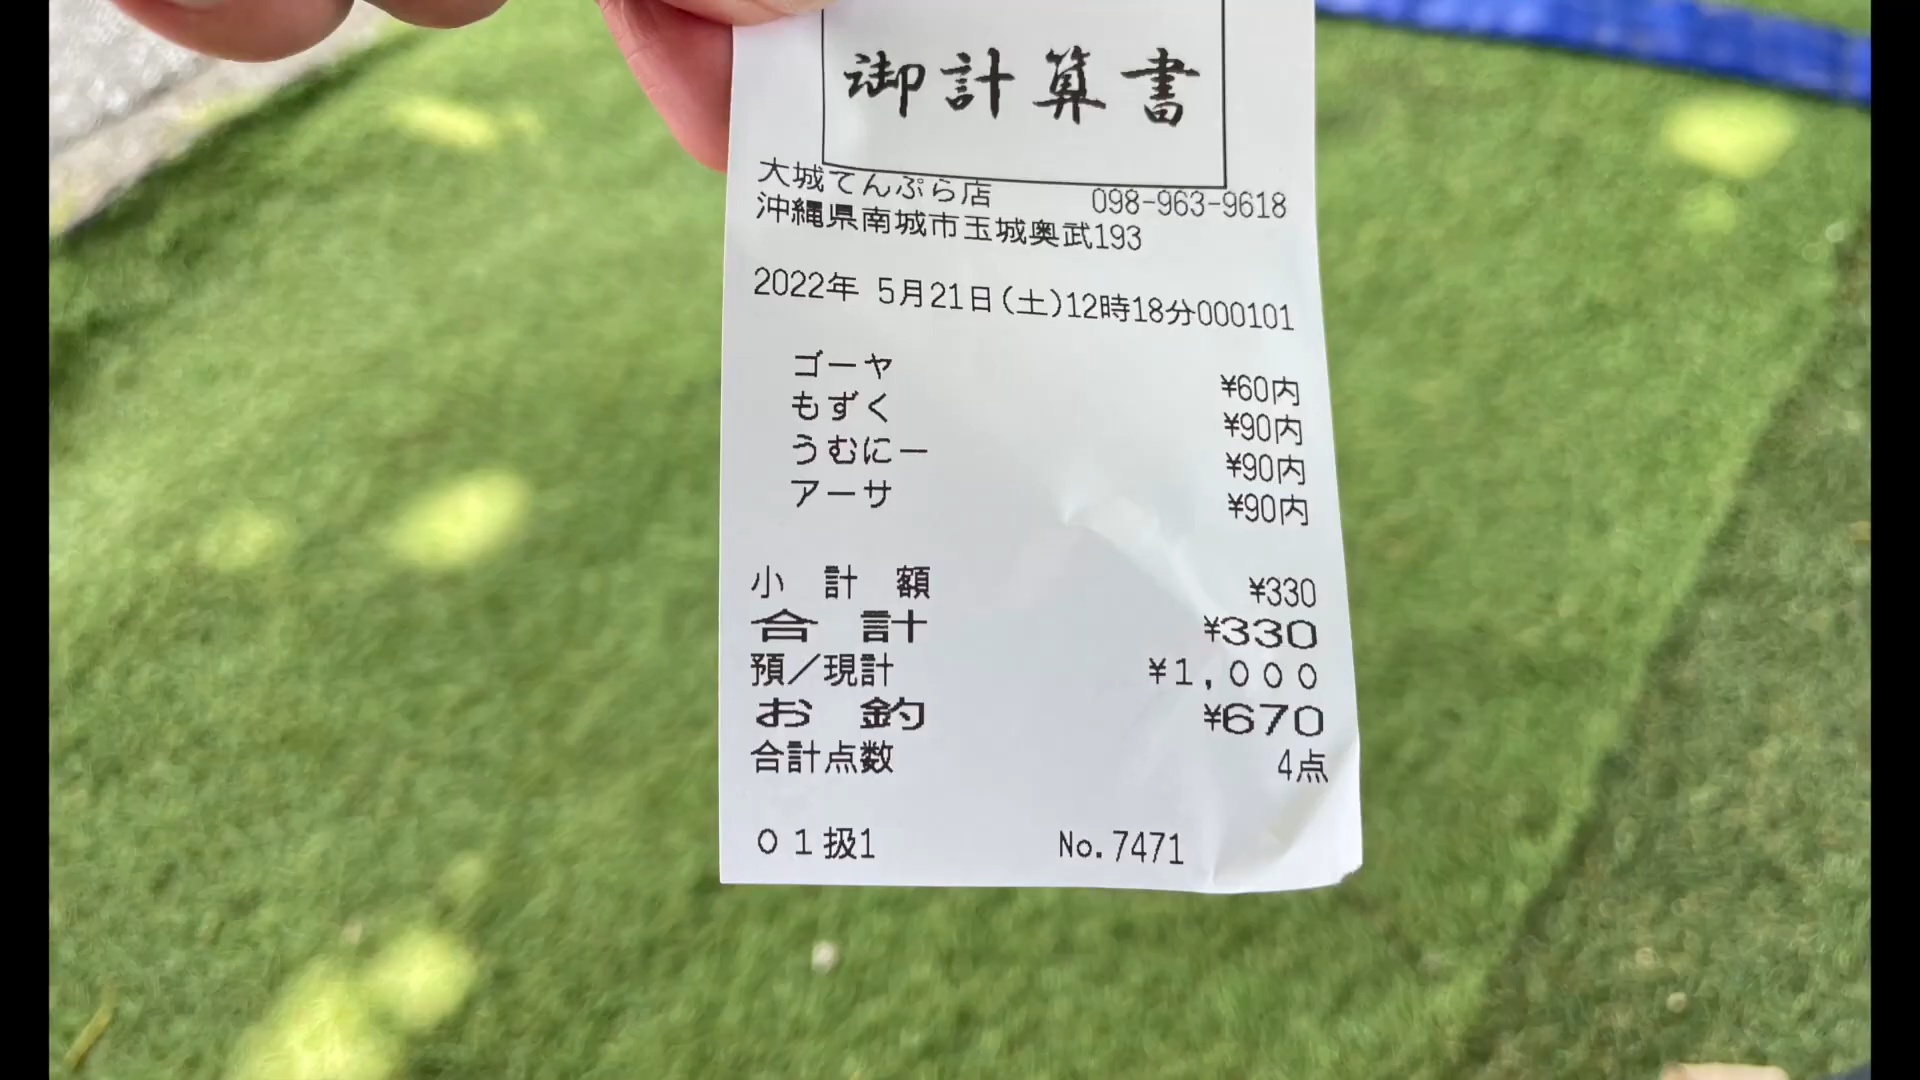 御計算書
大城てんぷら店 098-963-9618
沖縄県南城市玉城奥武193
2022年 5月21日(土)12時18分000101
ゴーヤ ¥60内
もずく ¥90内
うむにー ¥90内
アーサ ¥90内
小計額 ¥330
合計 ¥330
預/現計 ¥1,000
お釣 ¥670
合計点数 4点
01扱1 No.7471